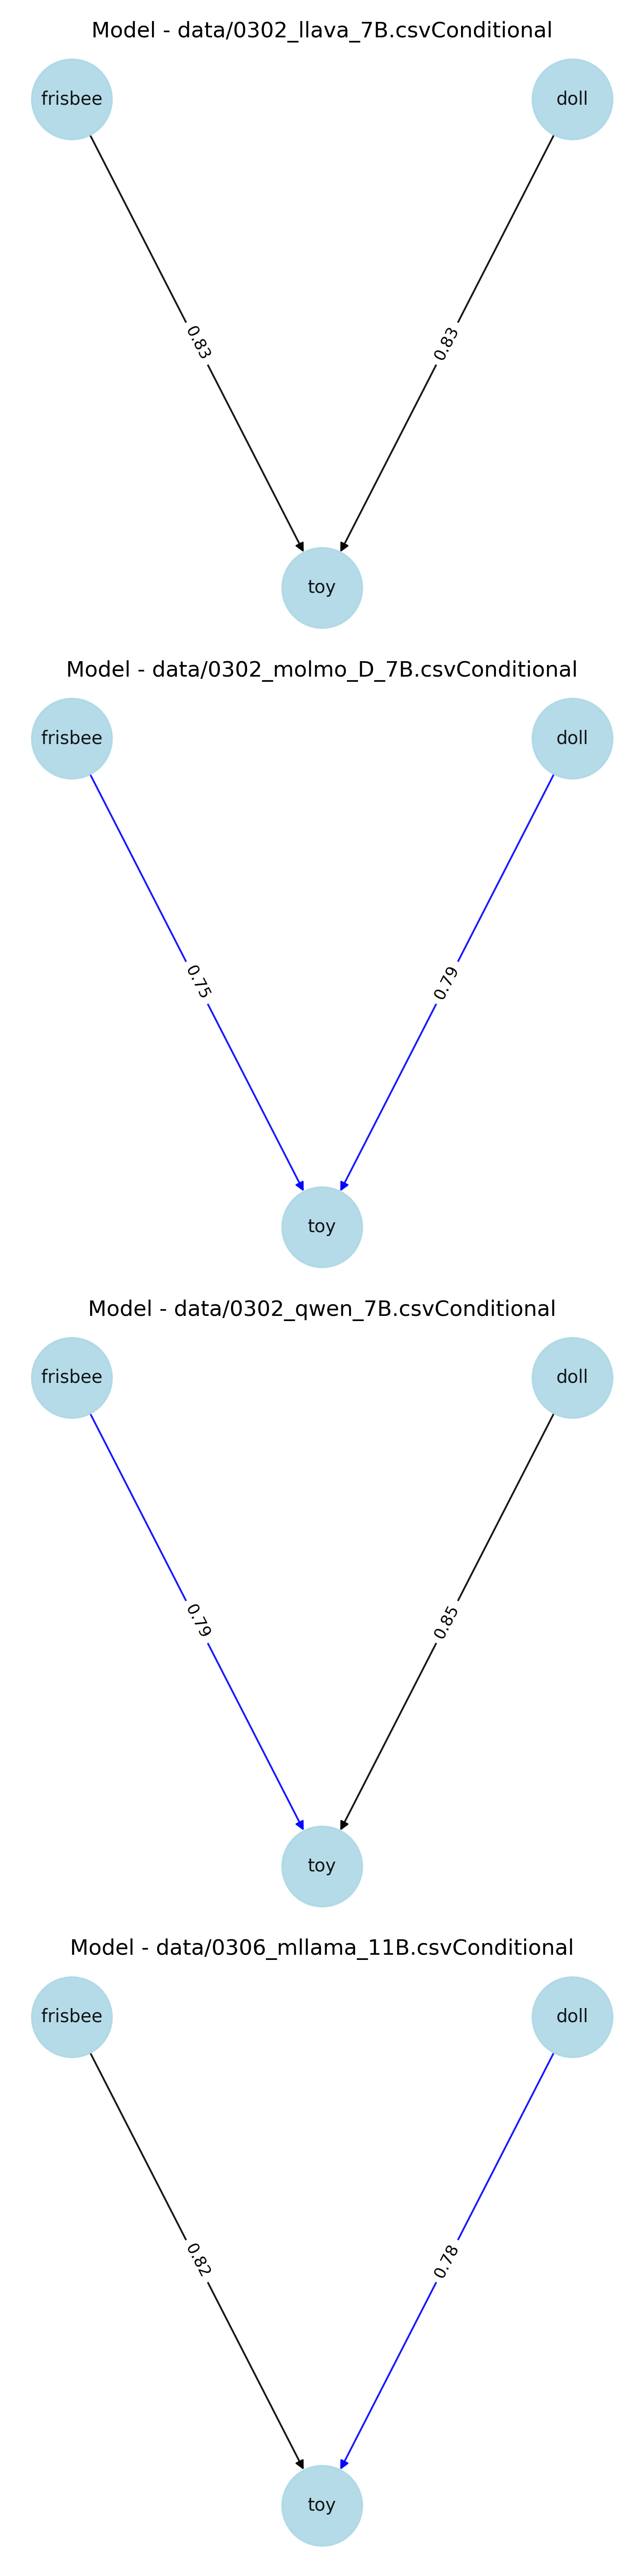 Model - data/0302_llava_7B.csvConditional
frisbee
doll
0.83
0.83
toy
Model - data/0302_molmo_D_7B.csvConditional
frisbee
doll
0.75
0.79
toy
Model - data/0302_qwen_7B.csvConditional
frisbee
doll
0.79
0.85
toy
Model - data/0306_mllama_11B.csvConditional
frisbee
doll
0.82
0.78
toy